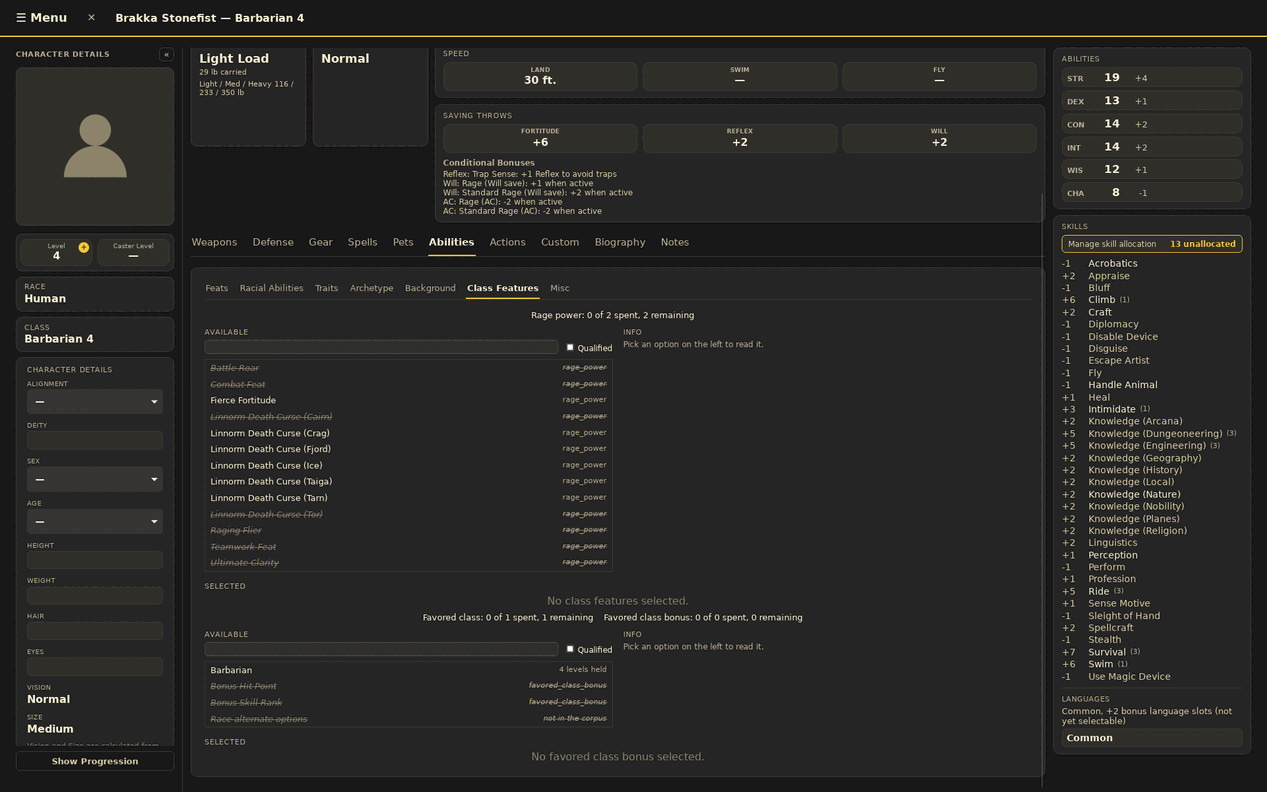 ☰ Menu × Brakka Stonefist — Barbarian 4
CHARACTER DETAILS «
Level
4
+
Caster Level
—
RACE
Human
CLASS
Barbarian 4
CHARACTER DETAILS
ALIGNMENT
—
DEITY
SEX
—
AGE
—
HEIGHT
WEIGHT
HAIR
EYES
VISION
Normal
SIZE
Medium
Vision and Size are calculated from
Show Progression
Light Load
29 lb carried
Light / Med / Heavy 116 /
233 / 350 lb
Normal
SPEED
LAND
30 ft.
SWIM
—
FLY
—
SAVING THROWS
FORTITUDE
+6
REFLEX
+2
WILL
+2
Conditional Bonuses
Reflex: Trap Sense: +1 Reflex to avoid traps
Will: Rage (Will save): +1 when active
Will: Standard Rage (Will save): +2 when active
AC: Rage (AC): -2 when active
AC: Standard Rage (AC): -2 when active
Weapons Defense Gear Spells Pets Abilities Actions Custom Biography Notes
Feats Racial Abilities Traits Archetype Background Class Features Misc
Rage power: 0 of 2 spent, 2 remaining
AVAILABLE
Qualified
INFO
Pick an option on the left to read it.
Battle Roar rage_power
Combat Feat rage_power
Fierce Fortitude rage_power
Linnorm Death Curse (Cairn) rage_power
Linnorm Death Curse (Crag) rage_power
Linnorm Death Curse (Fjord) rage_power
Linnorm Death Curse (Ice) rage_power
Linnorm Death Curse (Taiga) rage_power
Linnorm Death Curse (Tarn) rage_power
Linnorm Death Curse (Tor) rage_power
Raging Flier rage_power
Teamwork Feat rage_power
Ultimate Clarity rage_power
SELECTED
No class features selected.
Favored class: 0 of 1 spent, 1 remaining Favored class bonus: 0 of 0 spent, 0 remaining
AVAILABLE
Qualified
INFO
Pick an option on the left to read it.
Barbarian 4 levels held
Bonus Hit Point favored_class_bonus
Bonus Skill Rank favored_class_bonus
Race alternate options not in the corpus
SELECTED
No favored class bonus selected.
ABILITIES
STR 19 +4
DEX 13 +1
CON 14 +2
INT 14 +2
WIS 12 +1
CHA 8 -1
SKILLS
Manage skill allocation 13 unallocated
-1 Acrobatics
+2 Appraise
-1 Bluff
+6 Climb (1)
+2 Craft
-1 Diplomacy
-1 Disable Device
-1 Disguise
-1 Escape Artist
-1 Fly
-1 Handle Animal
+1 Heal
+3 Intimidate (1)
+2 Knowledge (Arcana)
+5 Knowledge (Dungeoneering) (3)
+5 Knowledge (Engineering) (3)
+2 Knowledge (Geography)
+2 Knowledge (History)
+2 Knowledge (Local)
+2 Knowledge (Nature)
+2 Knowledge (Nobility)
+2 Knowledge (Planes)
+2 Knowledge (Religion)
+2 Linguistics
+1 Perception
-1 Perform
+1 Profession
+5 Ride (3)
+1 Sense Motive
-1 Sleight of Hand
+2 Spellcraft
-1 Stealth
+7 Survival (3)
+6 Swim (1)
-1 Use Magic Device
LANGUAGES
Common, +2 bonus language slots (not
yet selectable)
Common